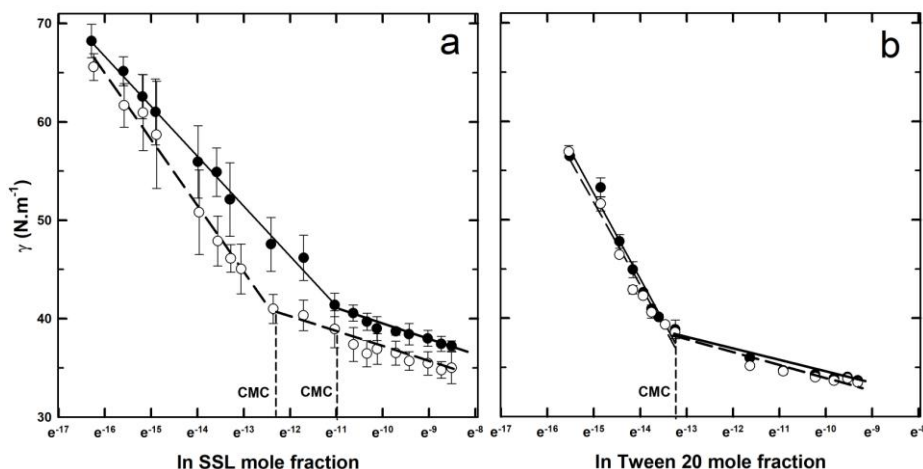 a
b
70
60
50
40
30
γ (N.m⁻¹)
CMC
CMC
CMC
e-17 e-16 e-15 e-14 e-13 e-12 e-11 e-10 e-9 e-8
e-17 e-16 e-15 e-14 e-13 e-12 e-11 e-10 e-9 e-8
ln SSL mole fraction
ln Tween 20 mole fraction